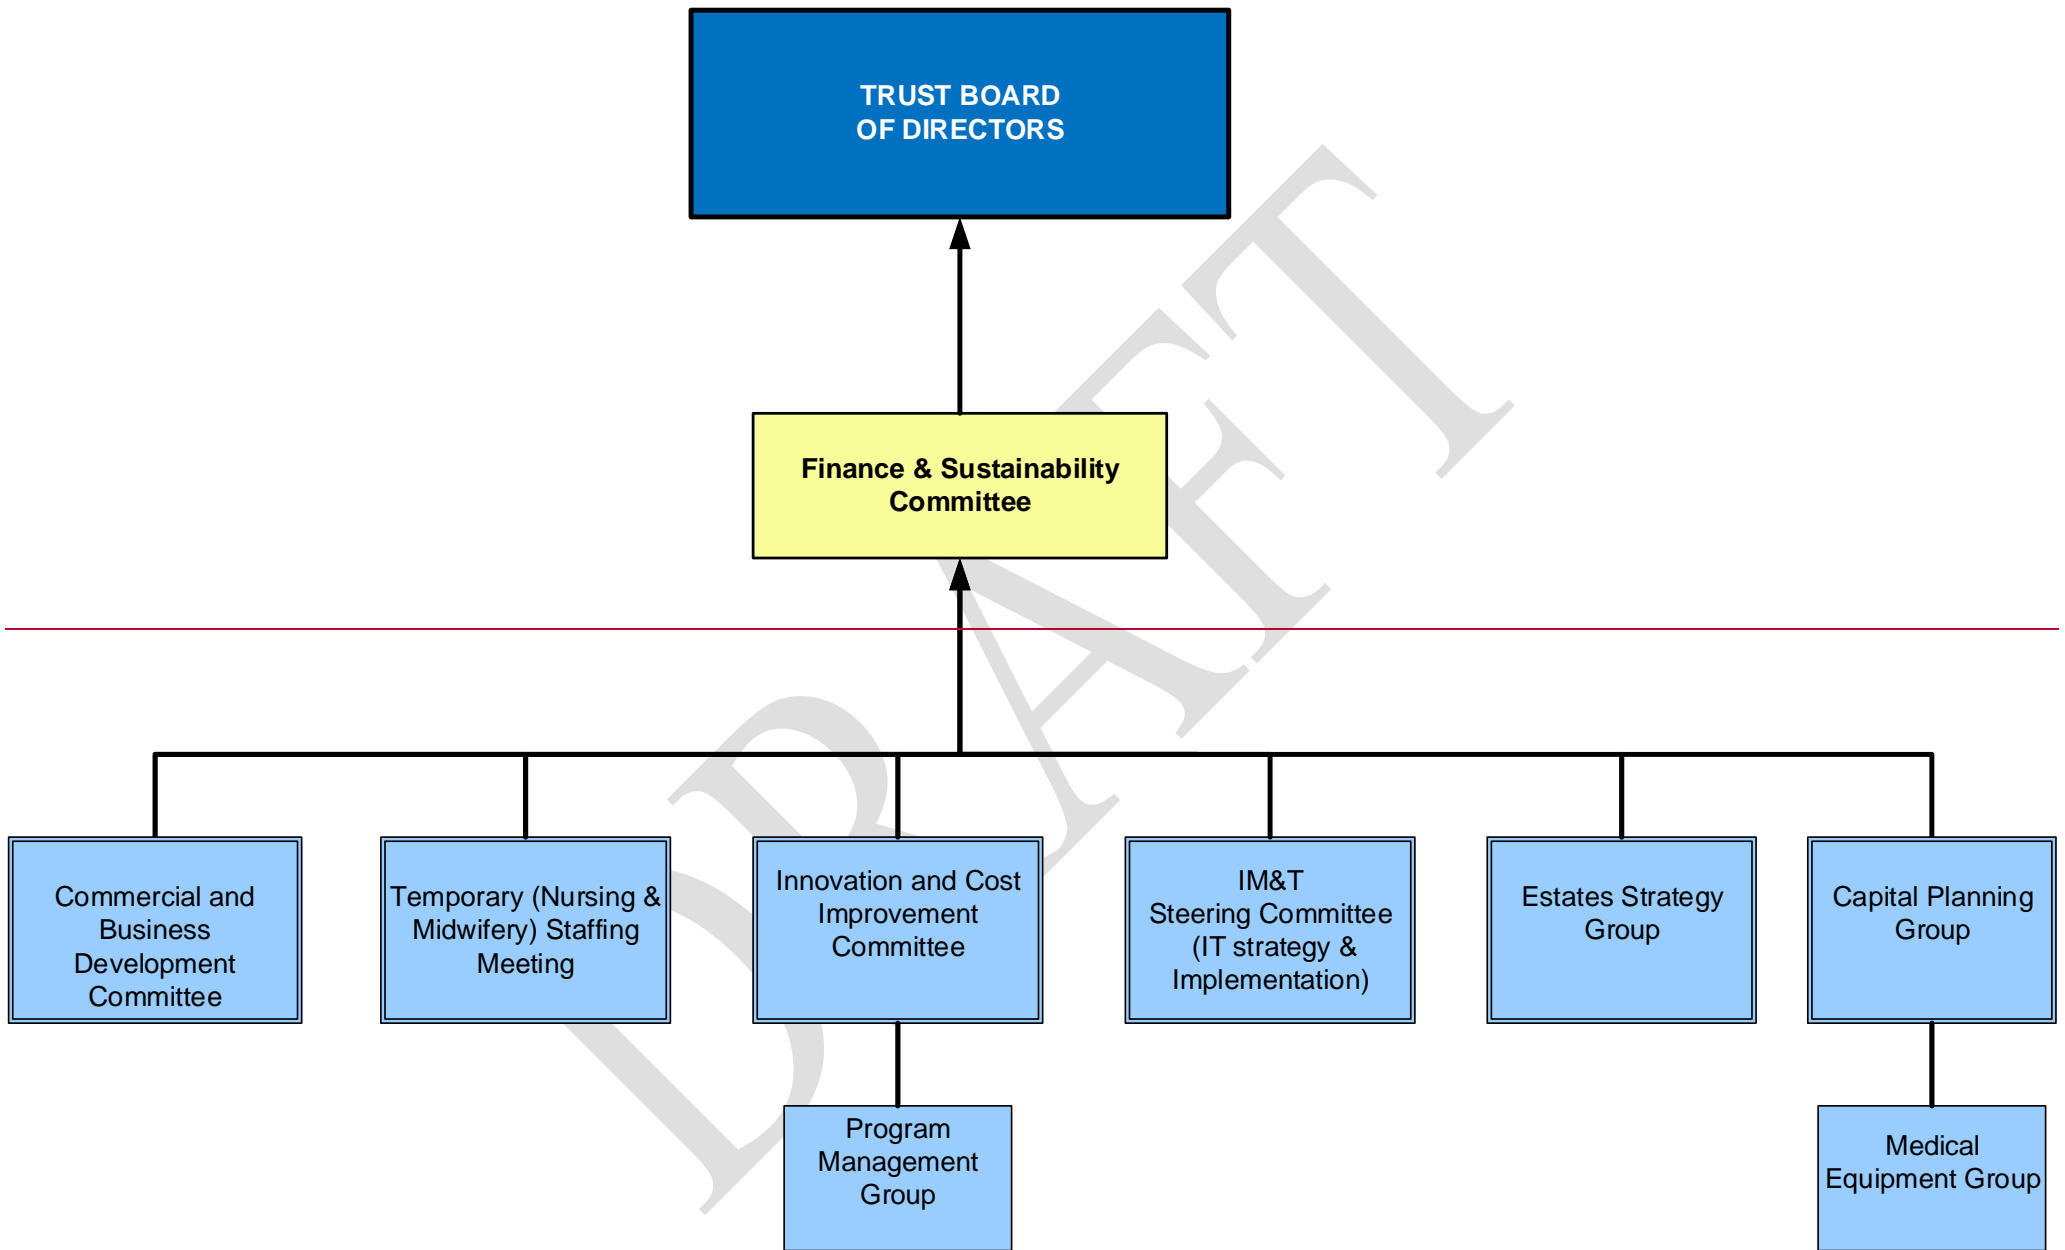 TRUST BOARD
OF DIRECTORS
Finance & Sustainability
Committee
Commercial and
Business
Development
Committee
Temporary (Nursing &
Midwifery) Staffing
Meeting
Innovation and Cost
Improvement
Committee
IM&T
Steering Committee
(IT strategy &
Implementation)
Estates Strategy
Group
Capital Planning
Group
Program
Management
Group
Medical
Equipment Group
DRAFT